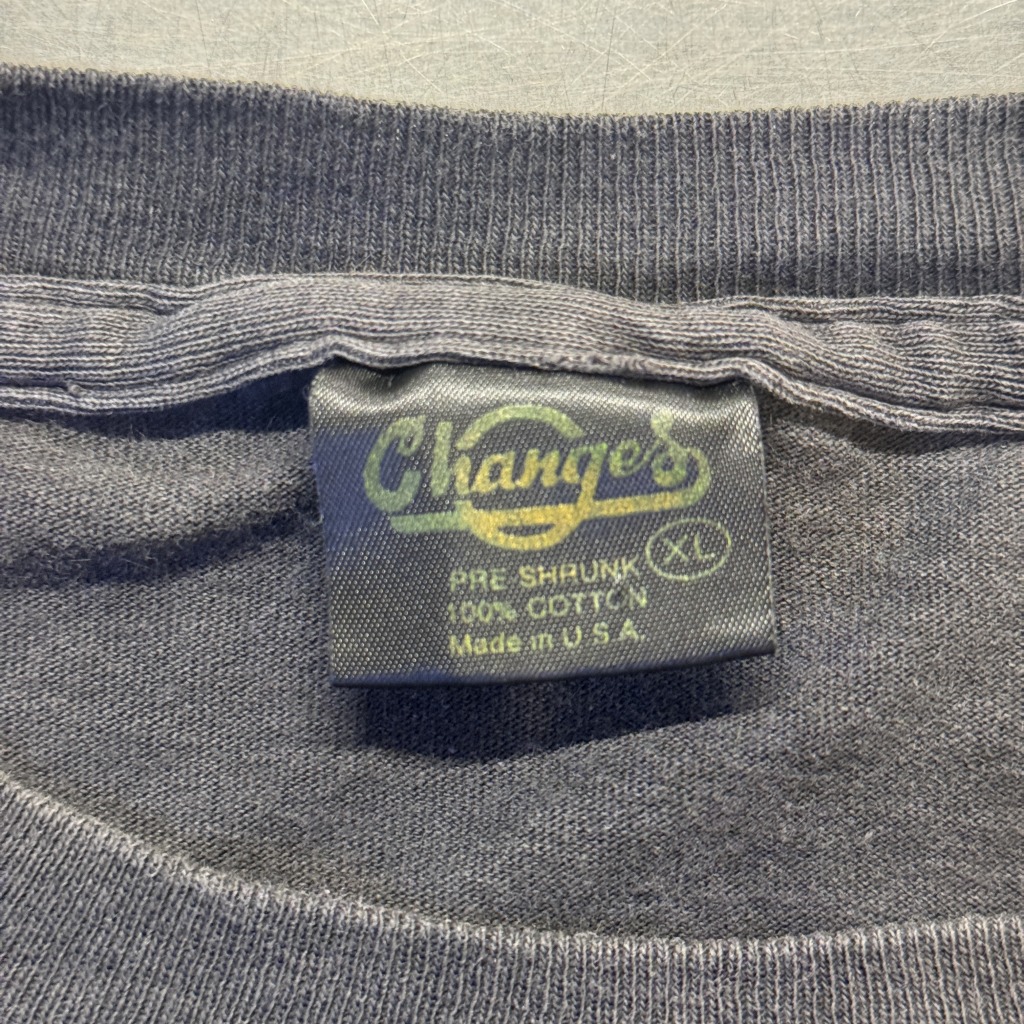 Changes
XL
PRE SHRUNK
100% COTTON
Made in U.S.A.